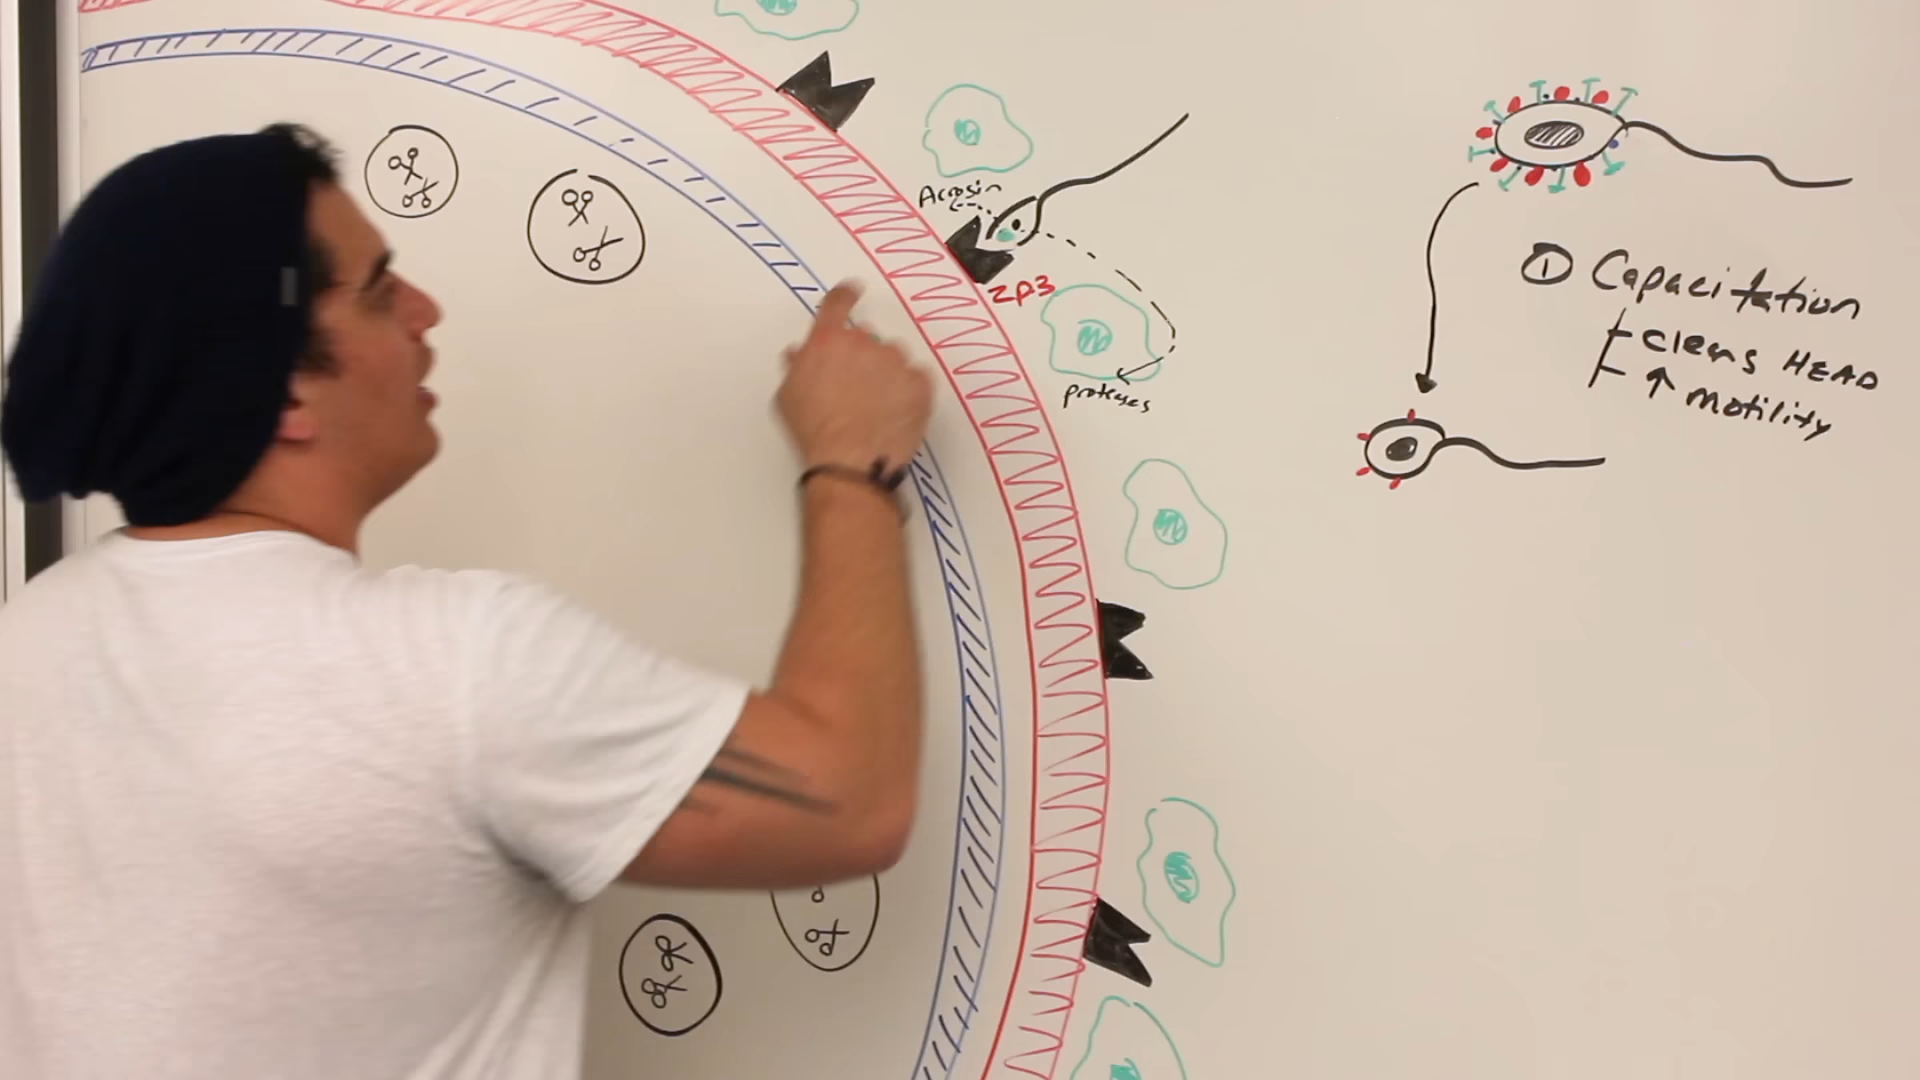 Acrosin
ZP3
proteases
① Capacitation
cleans HEAD
↑ motility